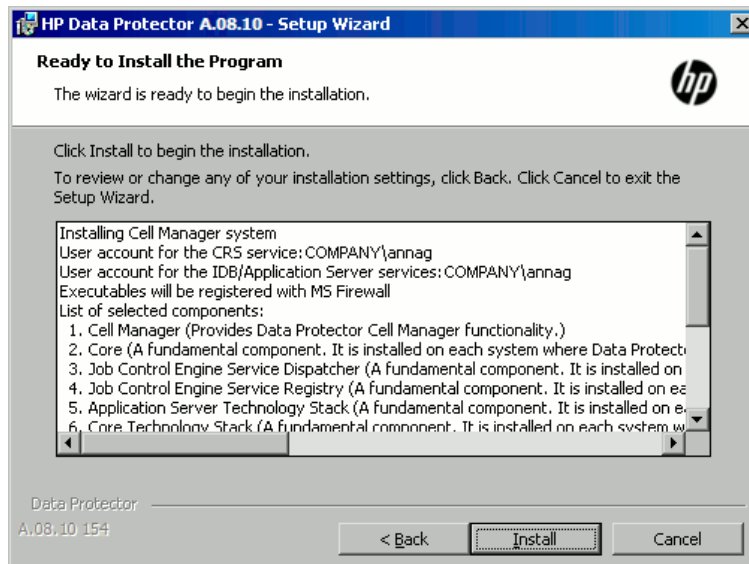 HP Data Protector A.08.10 - Setup Wizard
Ready to Install the Program
The wizard is ready to begin the installation.
hp
Click Install to begin the installation.
To review or change any of your installation settings, click Back. Click Cancel to exit the
Setup Wizard.
Installing Cell Manager system
User account for the CRS service: COMPANY\annag
User account for the IDB/Application Server services: COMPANY\annag
Executables will be registered with MS Firewall
List of selected components:
1. Cell Manager (Provides Data Protector Cell Manager functionality.)
2. Core (A fundamental component. It is installed on each system where Data Protect
3. Job Control Engine Service Dispatcher (A fundamental component. It is installed on
4. Job Control Engine Service Registry (A fundamental component. It is installed on ea
5. Application Server Technology Stack (A fundamental component. It is installed on e
6. Core Technology Stack (A fundamental component. It is installed on each system w
Data Protector
A.08.10 154
< Back
Install
Cancel